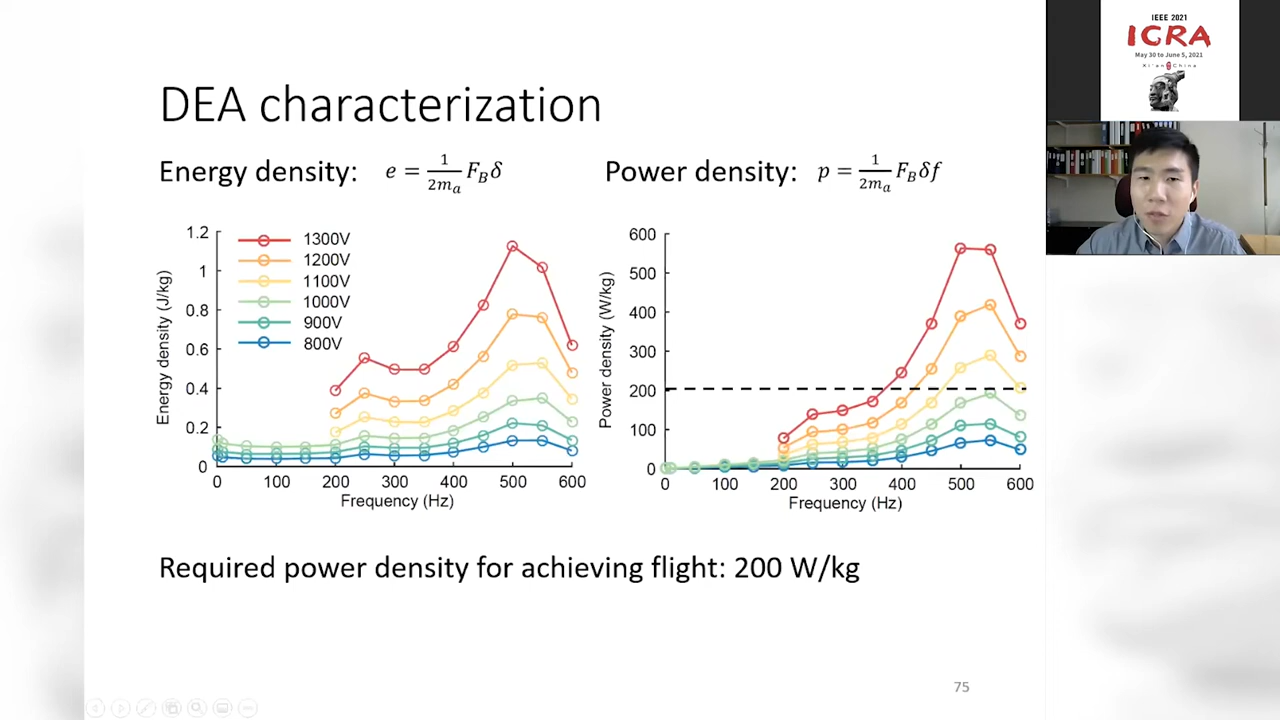 DEA characterization
Energy density: e = 1/2mₐ F_B δ
Power density: p = 1/2mₐ F_B δf
1.2
1
0.8
0.6
0.4
0.2
0
Energy density (J/kg)
1300V
1200V
1100V
1000V
900V
800V
0 100 200 300 400 500 600
Frequency (Hz)
600
500
400
300
200
100
0
Power density (W/kg)
0 100 200 300 400 500 600
Frequency (Hz)
Required power density for achieving flight: 200 W/kg
75
IEEE 2021
ICRA
May 30 to June 5, 2021
Xi'an China